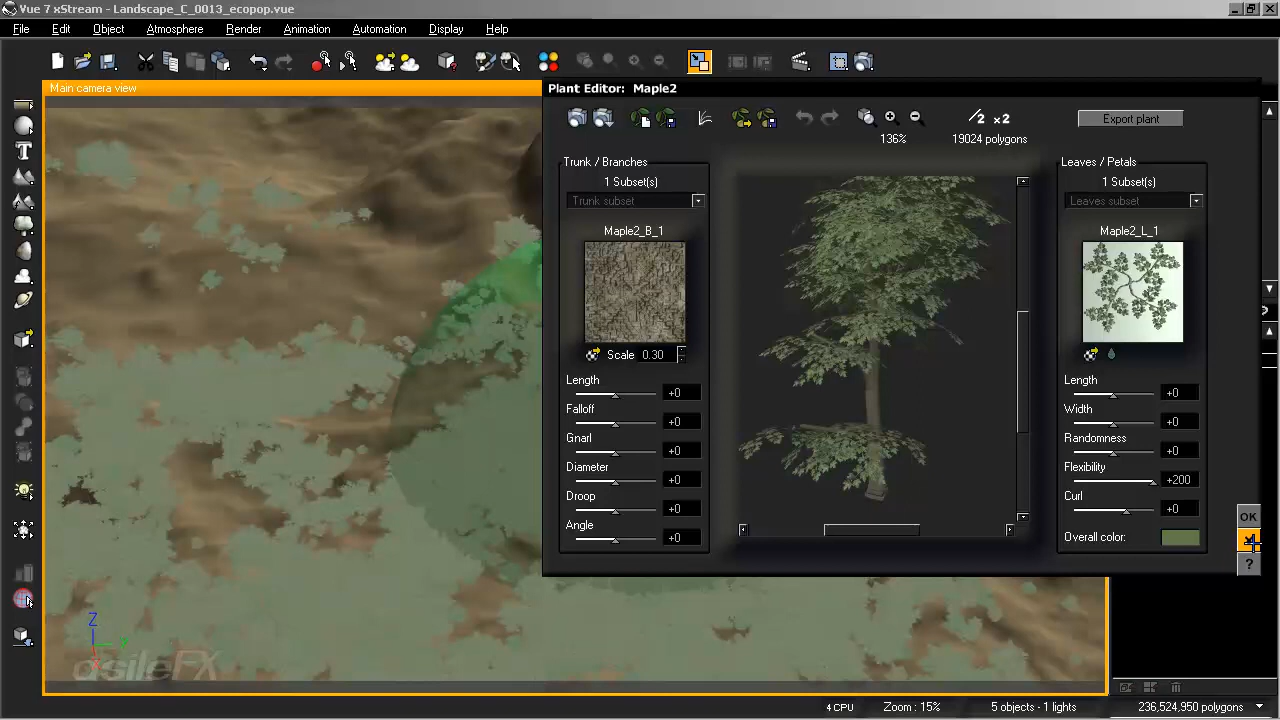 Vue 7 xStream - Landscape_C_0013_ecopop.vue
File Edit Object Atmosphere Render Animation Automation Display Help
Main camera view
Plant Editor: Maple2
136%
/2 x2
19024 polygons
Export plant
Trunk / Branches
1 Subset(s)
Trunk subset
Maple2_B_1
Scale 0.30
Length
+0
Falloff
+0
Gnarl
+0
Diameter
+0
Droop
+0
Angle
+0
Leaves / Petals
1 Subset(s)
Leaves subset
Maple2_L_1
Length
+0
Width
+0
Randomness
+0
Flexibility
+200
Curl
+0
Overall color:
OK
?
Z
Y
X
asileFX
4 CPU Zoom : 15% 5 objects - 1 lights 236,524,950 polygons